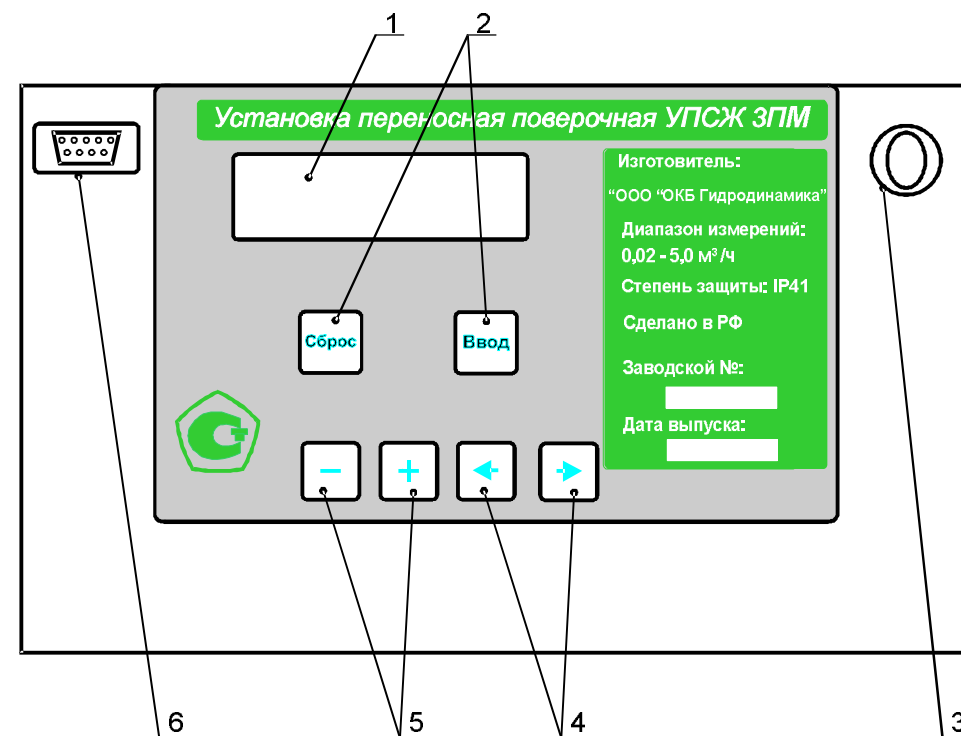 1
2
Установка переносная поверочная УПСЖ 3ПМ
Изготовитель:
"ООО "ОКБ Гидродинамика"
Диапазон измерений:
0,02 - 5,0 м³/ч
Степень защиты: IP41
Сделано в РФ
Сброс
Ввод
Заводской №:
Дата выпуска:
−
+
6
5
4
3